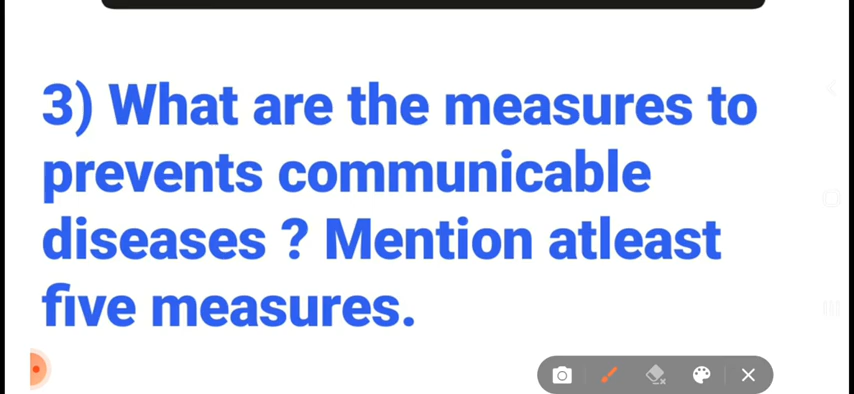 3) What are the measures to
prevents communicable
diseases ? Mention atleast
five measures.